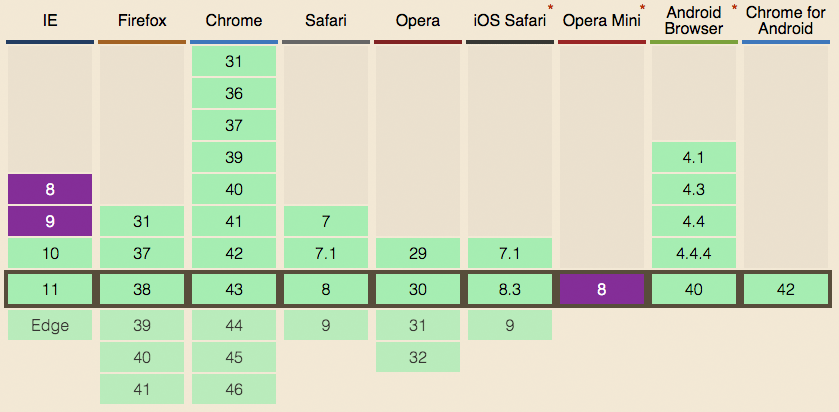 IE Firefox Chrome Safari Opera iOS Safari * Opera Mini * Android Browser * Chrome for Android
31
36
37
39 4.1
8 40 4.3
9 31 41 7 4.4
10 37 42 7.1 29 7.1 4.4.4
11 38 43 8 30 8.3 8 40 42
Edge 39 44 9 31 9
40 45 32
41 46